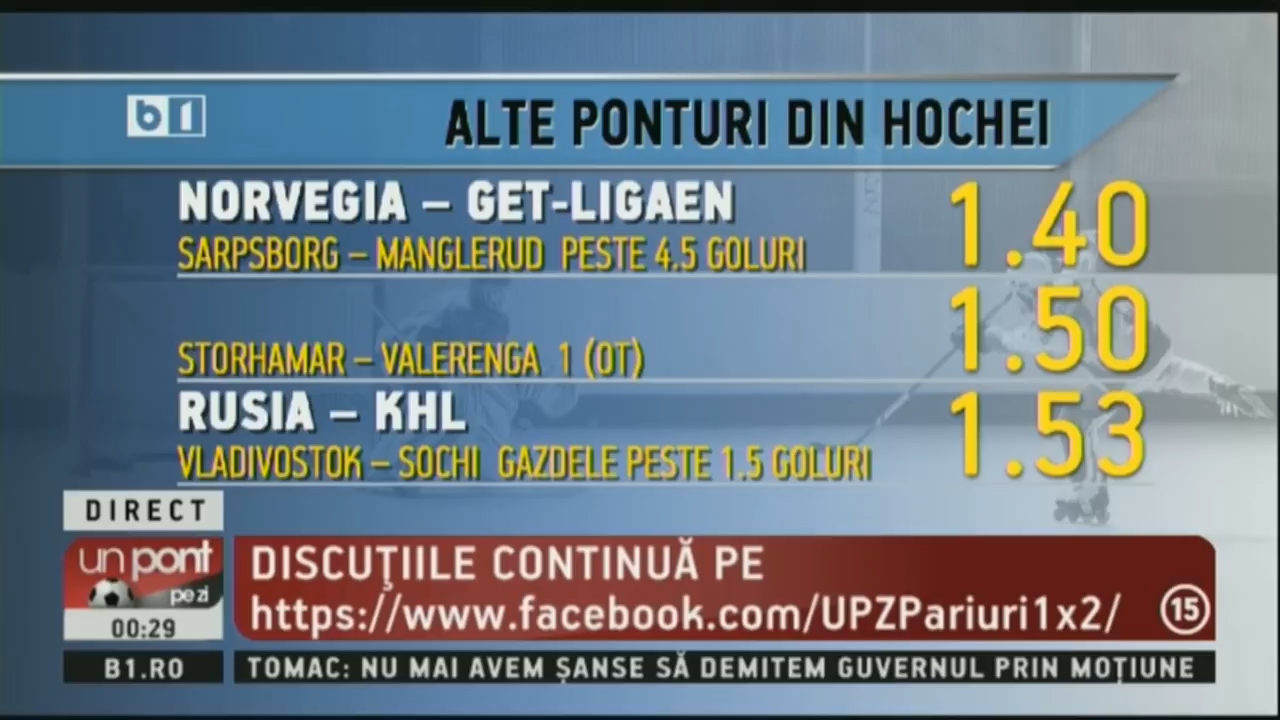 b1
ALTE PONTURI DIN HOCHEI
NORVEGIA – GET-LIGAEN
SARPSBORG – MANGLERUD PESTE 4.5 GOLURI
1.40
STORHAMAR – VALERENGA 1 (OT)
1.50
RUSIA – KHL
VLADIVOSTOK – SOCHI GAZDELE PESTE 1.5 GOLURI
1.53
DIRECT
un pont
pe zi
00:29
B1.RO
DISCUŢIILE CONTINUĂ PE
https://www.facebook.com/UPZPariuri1x2/
15
TOMAC: NU MAI AVEM ŞANSE SĂ DEMITEM GUVERNUL PRIN MOŢIUNE